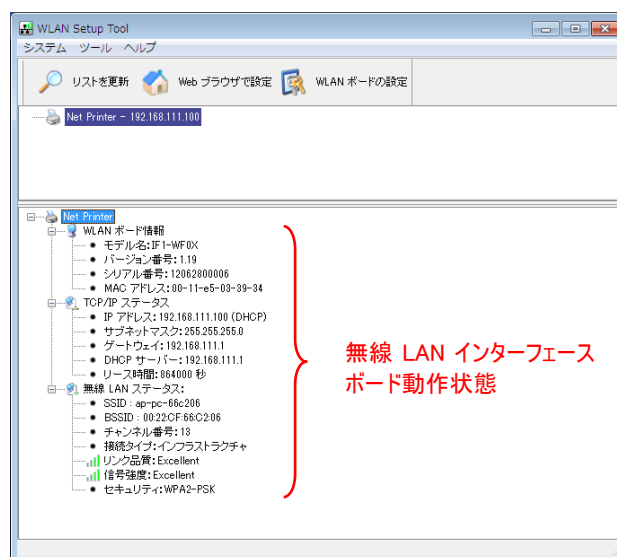 WLAN Setup Tool
システム ツール ヘルプ
リストを更新 Web ブラウザで設定 WLAN ボードの設定
Net Printer - 192.168.111.100
Net Printer
WLAN ボード情報
モデル名:IF1-WF0X
バージョン番号:1.19
シリアル番号:12062800006
MAC アドレス:00-11-e5-03-39-34
TCP/IP ステータス
IP アドレス:192.168.111.100 (DHCP)
サブネットマスク:255.255.255.0
ゲートウェイ:192.168.111.1
DHCP サーバー:192.168.111.1
リース時間:864000 秒
無線 LAN ステータス:
SSID : ap-pc-66c206
BSSID : 00:22:CF:66:C2:06
チャンネル番号:13
接続タイプ:インフラストラクチャ
リンク品質:Excellent
信号強度:Excellent
セキュリティ:WPA2-PSK
無線 LAN インターフェース
ボード動作状態